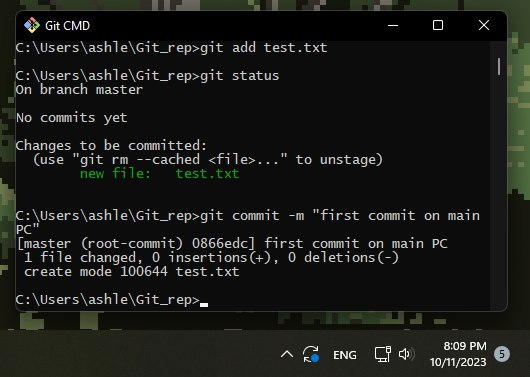 Git CMD
C:\Users\ashle\Git_rep>git add test.txt
C:\Users\ashle\Git_rep>git status
On branch master
No commits yet
Changes to be committed:
  (use "git rm --cached <file>..." to unstage)
        new file:   test.txt
C:\Users\ashle\Git_rep>git commit -m "first commit on main
PC"
[master (root-commit) 0866edc] first commit on main PC
 1 file changed, 0 insertions(+), 0 deletions(-)
 create mode 100644 test.txt
C:\Users\ashle\Git_rep>
ENG
8:09 PM
10/11/2023
5